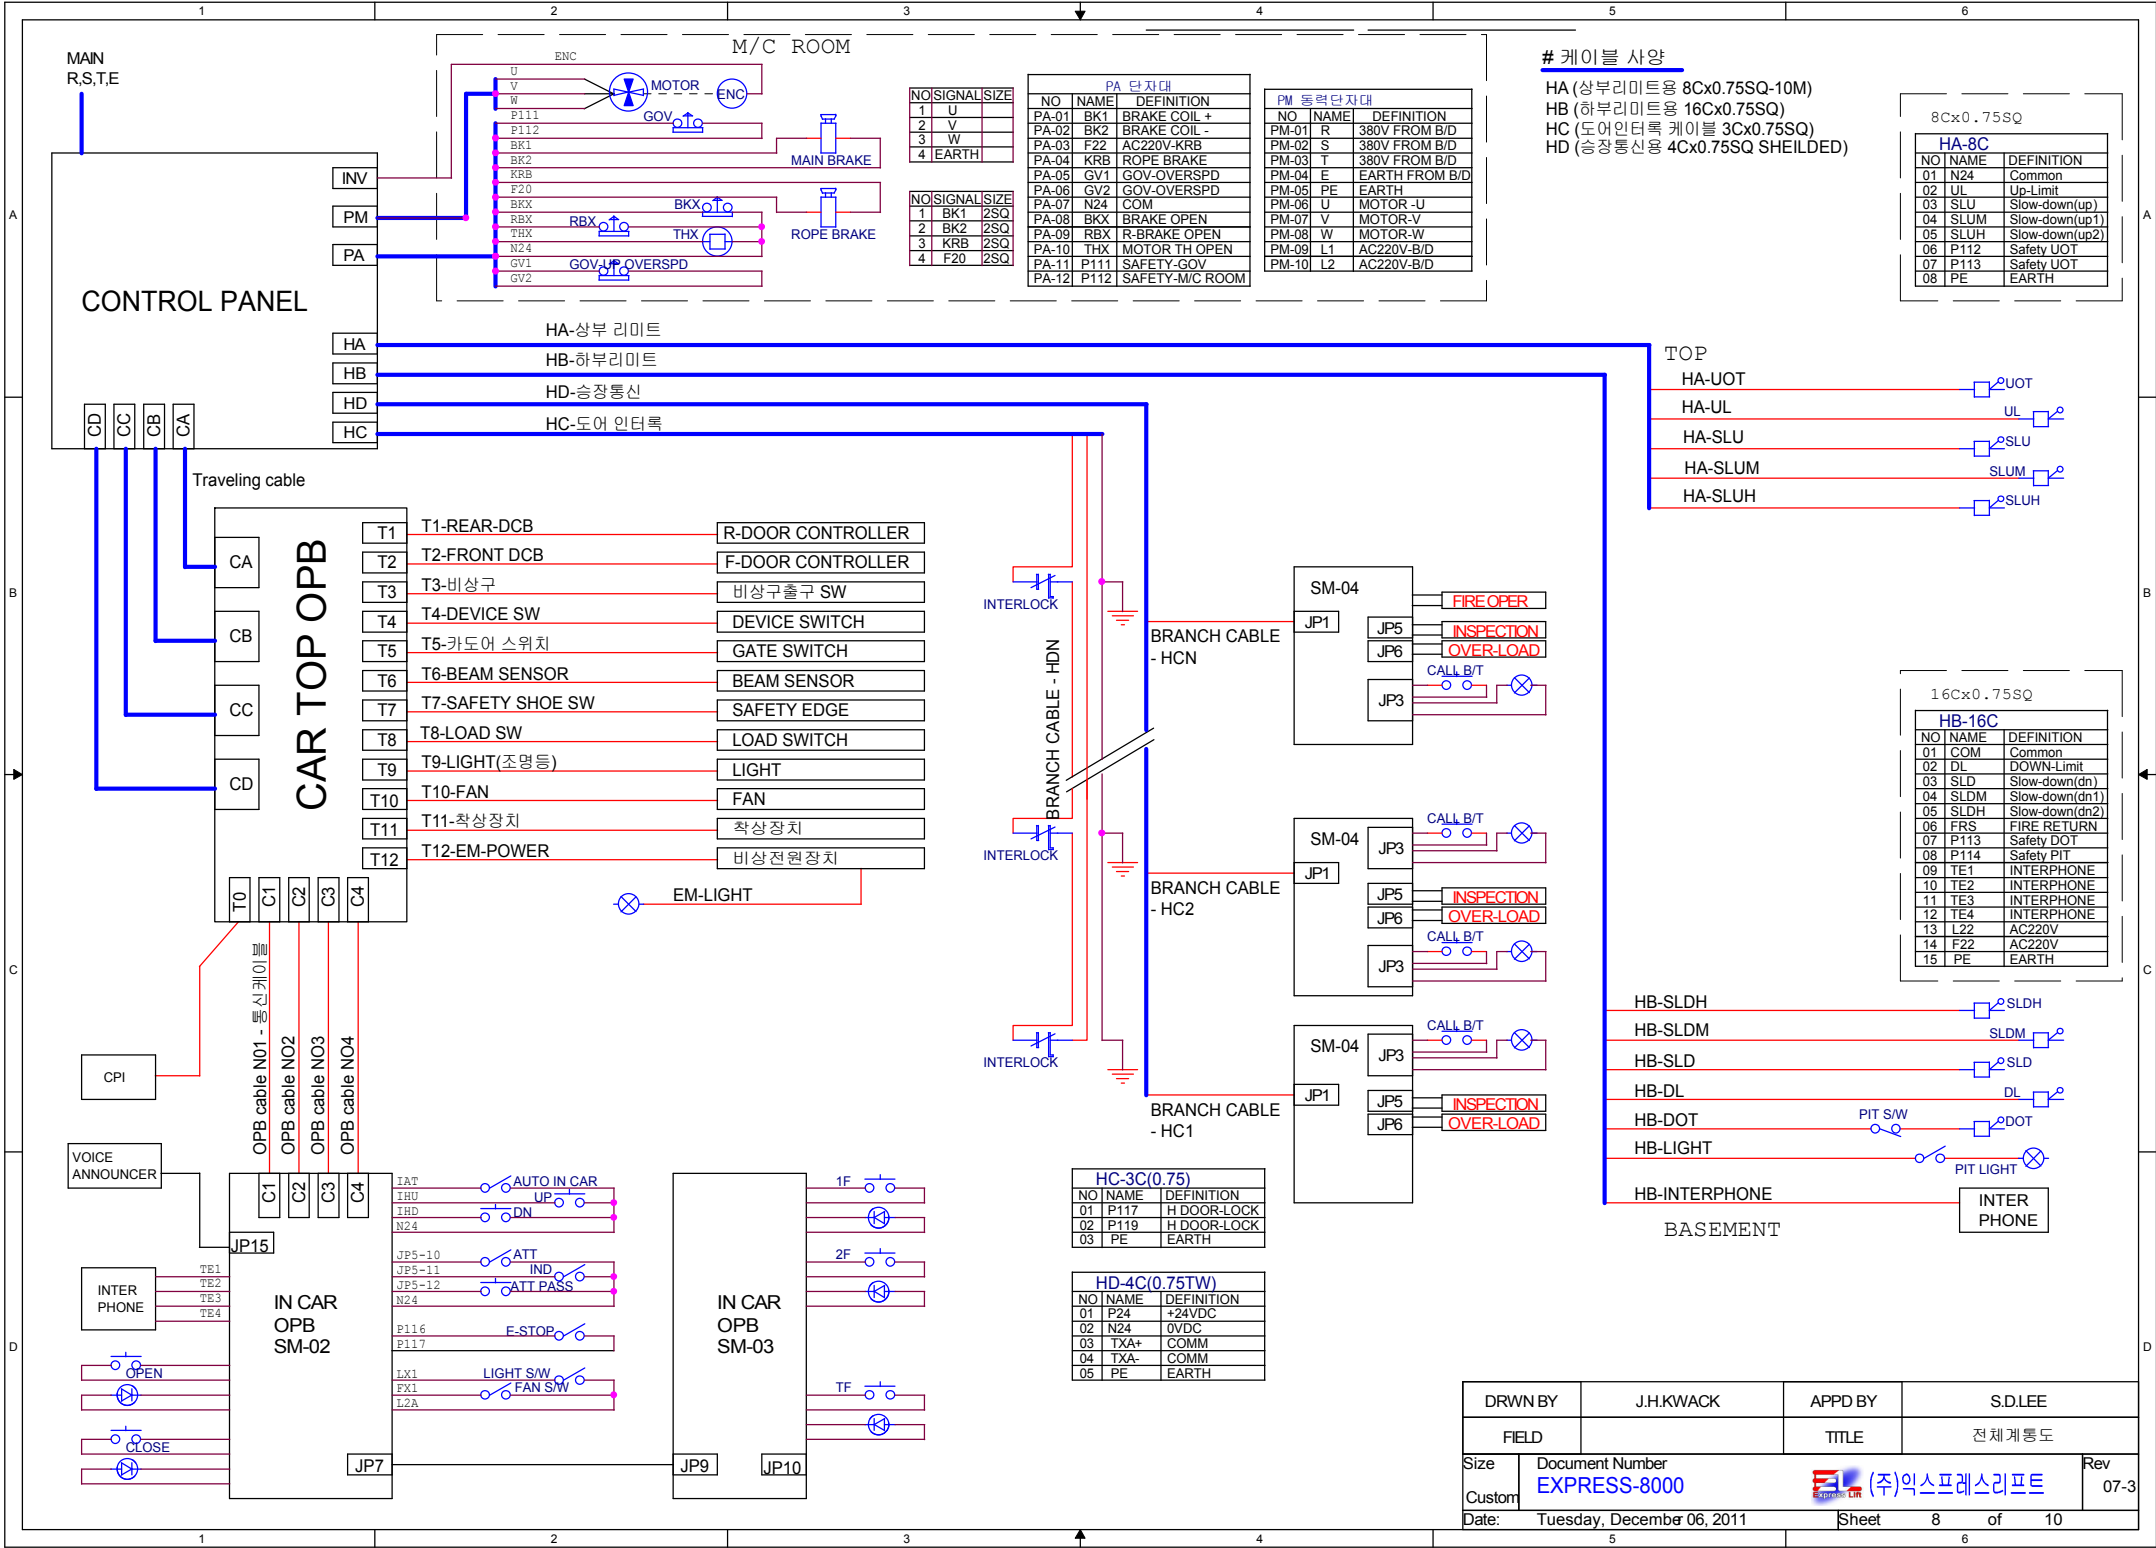 1 2 3 4 5 6
A
B
C
D
MAIN
R,S,T,E
CONTROL PANEL
INV
PM
PA
HA
HB
HD
HC
CD
CC
CB
CA
M/C ROOM
ENC
U
V
W
P111
P112
BK1
BK2
KRB
F20
BKX
RBX
THX
N24
GV1
GV2
MOTOR
ENC
GOV
MAIN BRAKE
BKX
RBX
THX
ROPE BRAKE
GOV-UP OVERSPD
NO SIGNAL SIZE
1 U
2 V
3 W
4 EARTH
NO SIGNAL SIZE
1 BK1 2SQ
2 BK2 2SQ
3 KRB 2SQ
4 F20 2SQ
PA 단자대
NO NAME DEFINITION
PA-01 BK1 BRAKE COIL +
PA-02 BK2 BRAKE COIL -
PA-03 F22 AC220V-KRB
PA-04 KRB ROPE BRAKE
PA-05 GV1 GOV-OVERSPD
PA-06 GV2 GOV-OVERSPD
PA-07 N24 COM
PA-08 BKX BRAKE OPEN
PA-09 RBX R-BRAKE OPEN
PA-10 THX MOTOR TH OPEN
PA-11 P111 SAFETY-GOV
PA-12 P112 SAFETY-M/C ROOM
PM 동력단자대
NO NAME DEFINITION
PM-01 R 380V FROM B/D
PM-02 S 380V FROM B/D
PM-03 T 380V FROM B/D
PM-04 E EARTH FROM B/D
PM-05 PE EARTH
PM-06 U MOTOR -U
PM-07 V MOTOR-V
PM-08 W MOTOR-W
PM-09 L1 AC220V-B/D
PM-10 L2 AC220V-B/D
# 케이블 사양
HA (상부리미트용 8Cx0.75SQ-10M)
HB (하부리미트용 16Cx0.75SQ)
HC (도어인터록 케이블 3Cx0.75SQ)
HD (승장통신용 4Cx0.75SQ SHEILDED)
8Cx0.75SQ
HA-8C
NO NAME DEFINITION
01 N24 Common
02 UL Up-Limit
03 SLU Slow-down(up)
04 SLUM Slow-down(up1)
05 SLUH Slow-down(up2)
06 P112 Safety UOT
07 P113 Safety UOT
08 PE EARTH
HA-상부 리미트
HB-하부리미트
HD-승장통신
HC-도어 인터록
TOP
HA-UOT UOT
HA-UL UL
HA-SLU SLU
HA-SLUM SLUM
HA-SLUH SLUH
Traveling cable
CA
CB
CC
CD
CAR TOP OPB
T1 T1-REAR-DCB R-DOOR CONTROLLER
T2 T2-FRONT DCB F-DOOR CONTROLLER
T3 T3-비상구 비상구출구 SW
T4 T4-DEVICE SW DEVICE SWITCH
T5 T5-카도어 스위치 GATE SWITCH
T6 T6-BEAM SENSOR BEAM SENSOR
T7 T7-SAFETY SHOE SW SAFETY EDGE
T8 T8-LOAD SW LOAD SWITCH
T9 T9-LIGHT(조명등) LIGHT
T10 T10-FAN FAN
T11 T11-착상장치 착상장치
T12 T12-EM-POWER 비상전원장치
EM-LIGHT
T0
C1
C2
C3
C4
OPB cable N01 - 통신케이블
OPB cable NO2
OPB cable NO3
OPB cable NO4
CPI
INTERLOCK
INTERLOCK
INTERLOCK
BRANCH CABLE - HDN
BRANCH CABLE
- HCN
SM-04
JP1
JP5
JP6
JP3
FIRE OPER
INSPECTION
OVER-LOAD
CALL B/T
BRANCH CABLE
- HC2
SM-04
JP1
JP3
JP5
JP6
JP3
CALL B/T
INSPECTION
OVER-LOAD
CALL B/T
BRANCH CABLE
- HC1
SM-04
JP1
JP3
JP5
JP6
CALL B/T
INSPECTION
OVER-LOAD
16Cx0.75SQ
HB-16C
NO NAME DEFINITION
01 COM Common
02 DL DOWN-Limit
03 SLD Slow-down(dn)
04 SLDM Slow-down(dn1)
05 SLDH Slow-down(dn2)
06 FRS FIRE RETURN
07 P113 Safety DOT
08 P114 Safety PIT
09 TE1 INTERPHONE
10 TE2 INTERPHONE
11 TE3 INTERPHONE
12 TE4 INTERPHONE
13 L22 AC220V
14 F22 AC220V
15 PE EARTH
HB-SLDH SLDH
HB-SLDM SLDM
HB-SLD SLD
HB-DL DL
HB-DOT PIT S/W DOT
HB-LIGHT PIT LIGHT
HB-INTERPHONE
INTER
PHONE
BASEMENT
VOICE
ANNOUNCER
C1
C2
C3
C4
JP15
INTER
PHONE
TE1
TE2
TE3
TE4
OPEN
CLOSE
IN CAR
OPB
SM-02
JP7
IAT
IHU
IHD
N24
AUTO IN CAR
UP
DN
JP5-10
JP5-11
JP5-12
N24
ATT
IND
ATT PASS
P116
P117
E-STOP
LX1
FX1
L2A
LIGHT S/W
FAN S/W
IN CAR
OPB
SM-03
JP9
JP10
1F
2F
TF
HC-3C(0.75)
NO NAME DEFINITION
01 P117 H DOOR-LOCK
02 P119 H DOOR-LOCK
03 PE EARTH
HD-4C(0.75TW)
NO NAME DEFINITION
01 P24 +24VDC
02 N24 0VDC
03 TXA+ COMM
04 TXA- COMM
05 PE EARTH
DRWN BY J.H.KWACK APPD BY S.D.LEE
FIELD TITLE 전체계통도
Size
Custom
Document Number
EXPRESS-8000
EL Express Lift
(주)익스프레스리프트
Rev
07-3
Date: Tuesday, December 06, 2011 Sheet 8 of 10
A
B
C
D
1 2 3 4 5 6